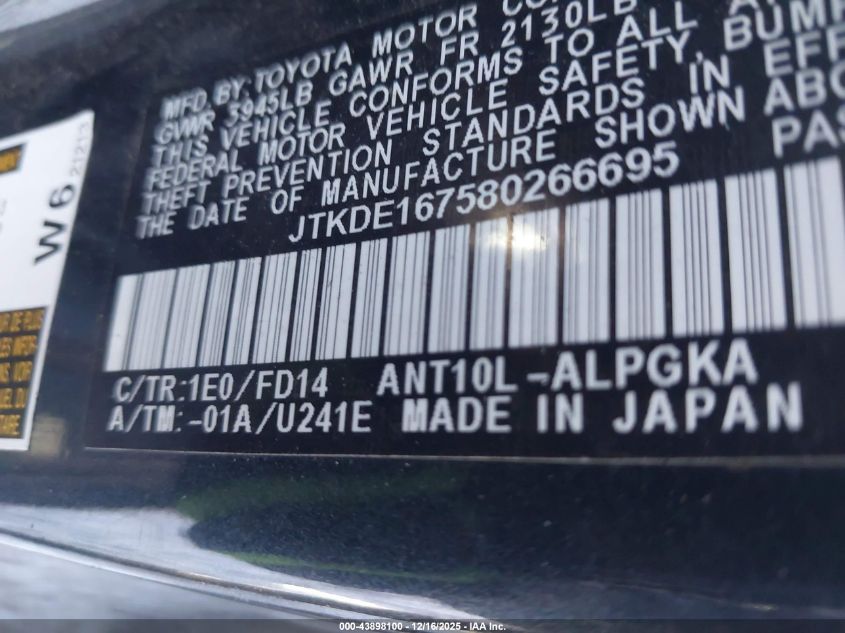 MFD. BY: TOYOTA MOTOR
GVWR 3945LB GAWR FR 2130LB
THIS VEHICLE CONFORMS TO ALL
FEDERAL MOTOR VEHICLE SAFETY, BUMP
THEFT PREVENTION STANDARDS IN EFF
THE DATE OF MANUFACTURE SHOWN ABO
JTKDE167580266695 PAS
C/TR:1E0/FD14 ANT10L-ALPGKA
A/TM:-01A/U241E MADE IN JAPAN
W6
21213
000-43898100 - 12/16/2025 - IAA Inc.